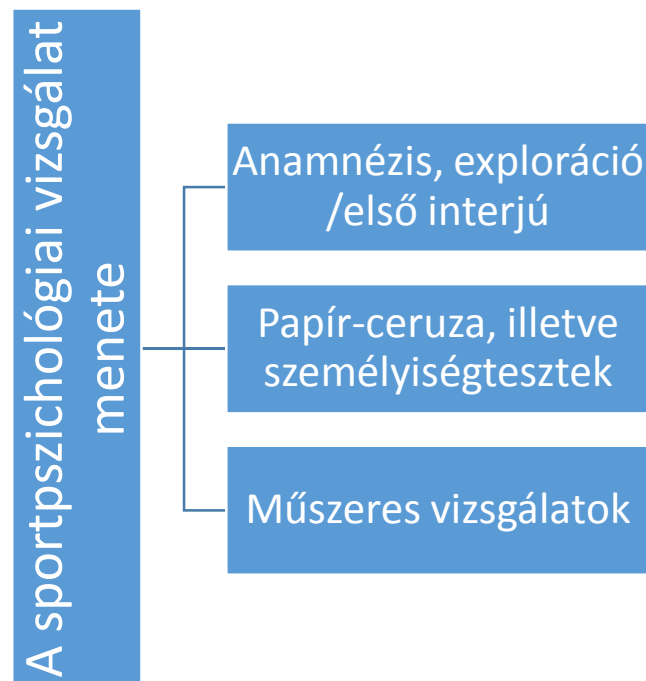 A sportpszichológiai vizsgálat
menete
Anamnézis, exploráció
/első interjú
Papír-ceruza, illetve
személyiségtesztek
Műszeres vizsgálatok